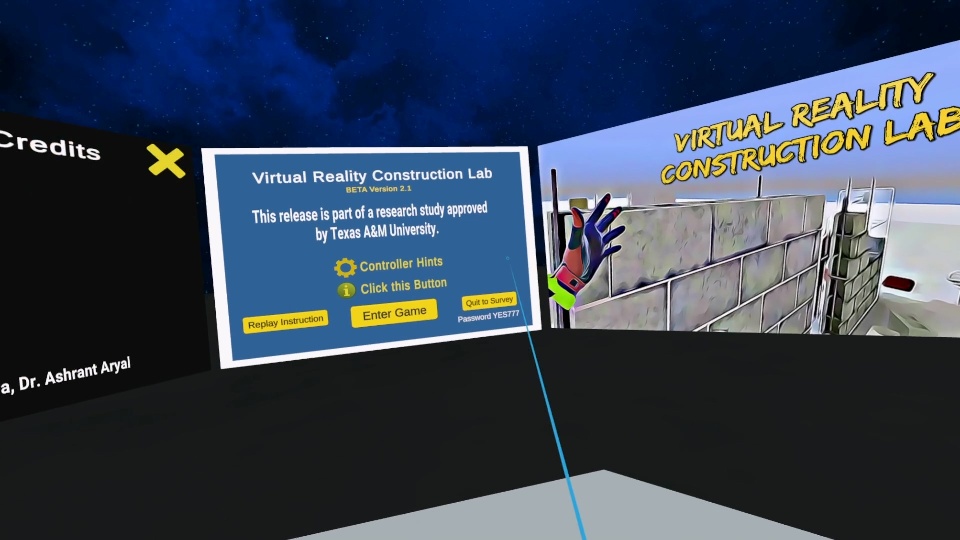 Credits
a, Dr. Ashrant Aryal
Virtual Reality Construction Lab
BETA Version 2.1
This release is part of a research study approved
by Texas A&M University.
Controller Hints
Click this Button
Replay Instruction
Enter Game
Quit to Survey
Password YES777
VIRTUAL REALITY
CONSTRUCTION LAB